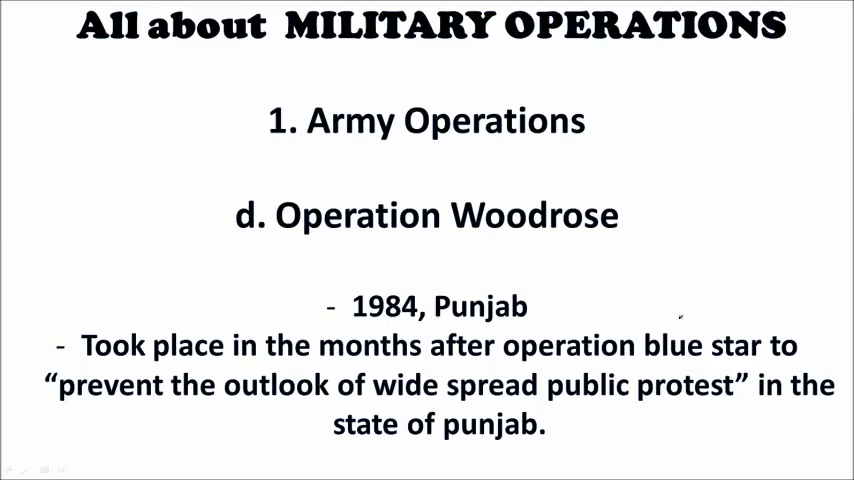 All about MILITARY OPERATIONS
1. Army Operations
d. Operation Woodrose
- 1984, Punjab
- Took place in the months after operation blue star to
“prevent the outlook of wide spread public protest” in the
state of punjab.